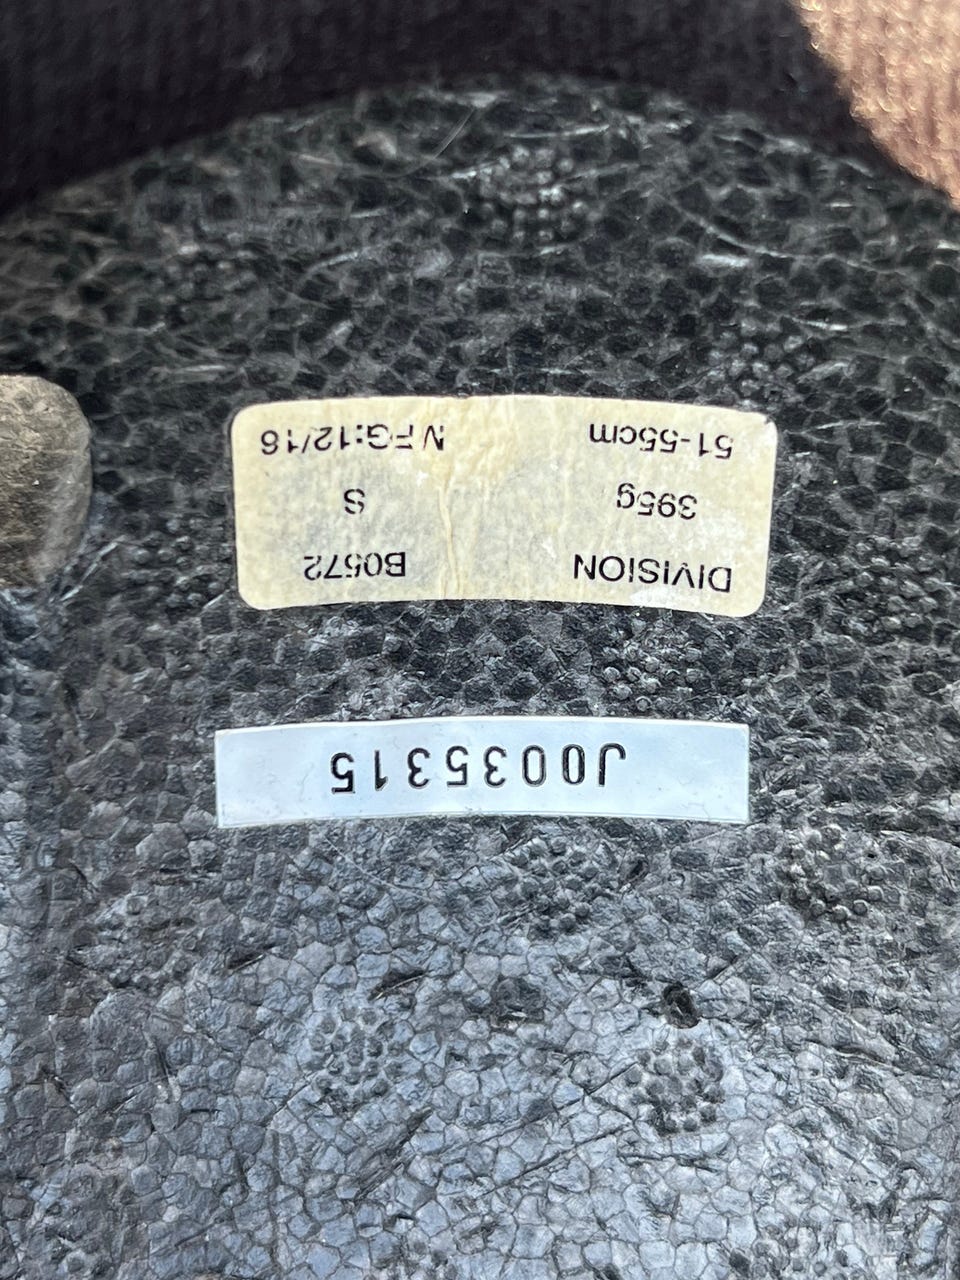 J0035315
DIVISION B0572
395g S
51-55cm MFG:12/16